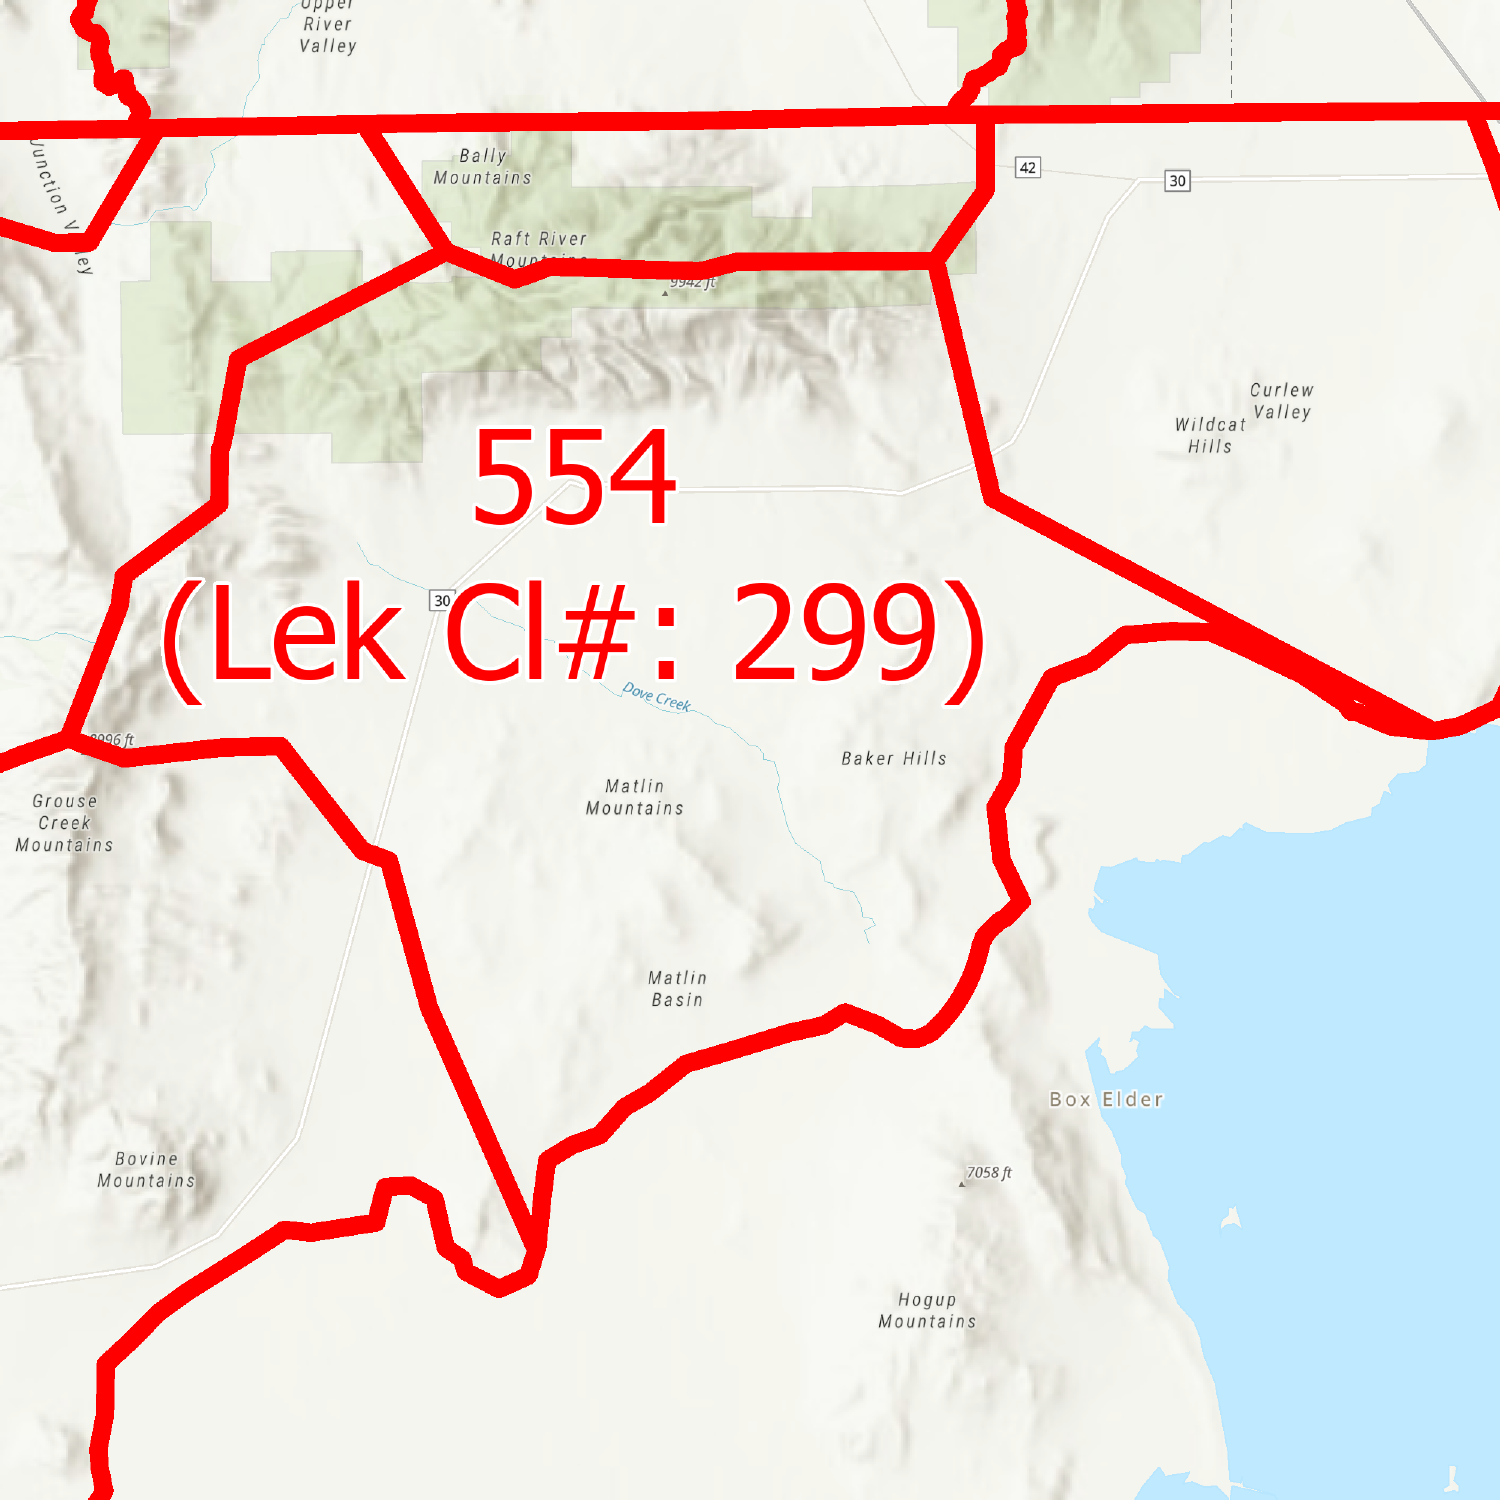 Upper
River
Valley
Bally
Mountains
42
30
Junction
Raft River
Mountains
9942 ft
Curlew
Valley
Wildcat
Hills
554
30
(Lek Cl#: 299)
Dove Creek
Baker Hills
Matlin
Mountains
Grouse
Creek
Mountains
Matlin
Basin
Box Elder
Bovine
Mountains
7058 ft
Hogup
Mountains